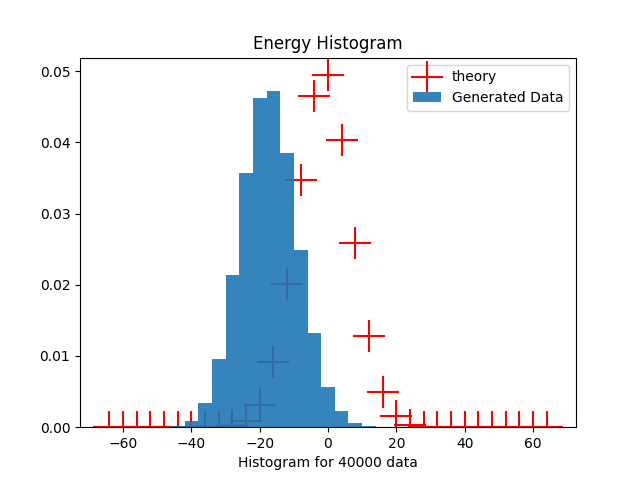 Energy Histogram
theory
Generated Data
0.05
0.04
0.03
0.02
0.01
0.00
−60 −40 −20 0 20 40 60
Histogram for 40000 data